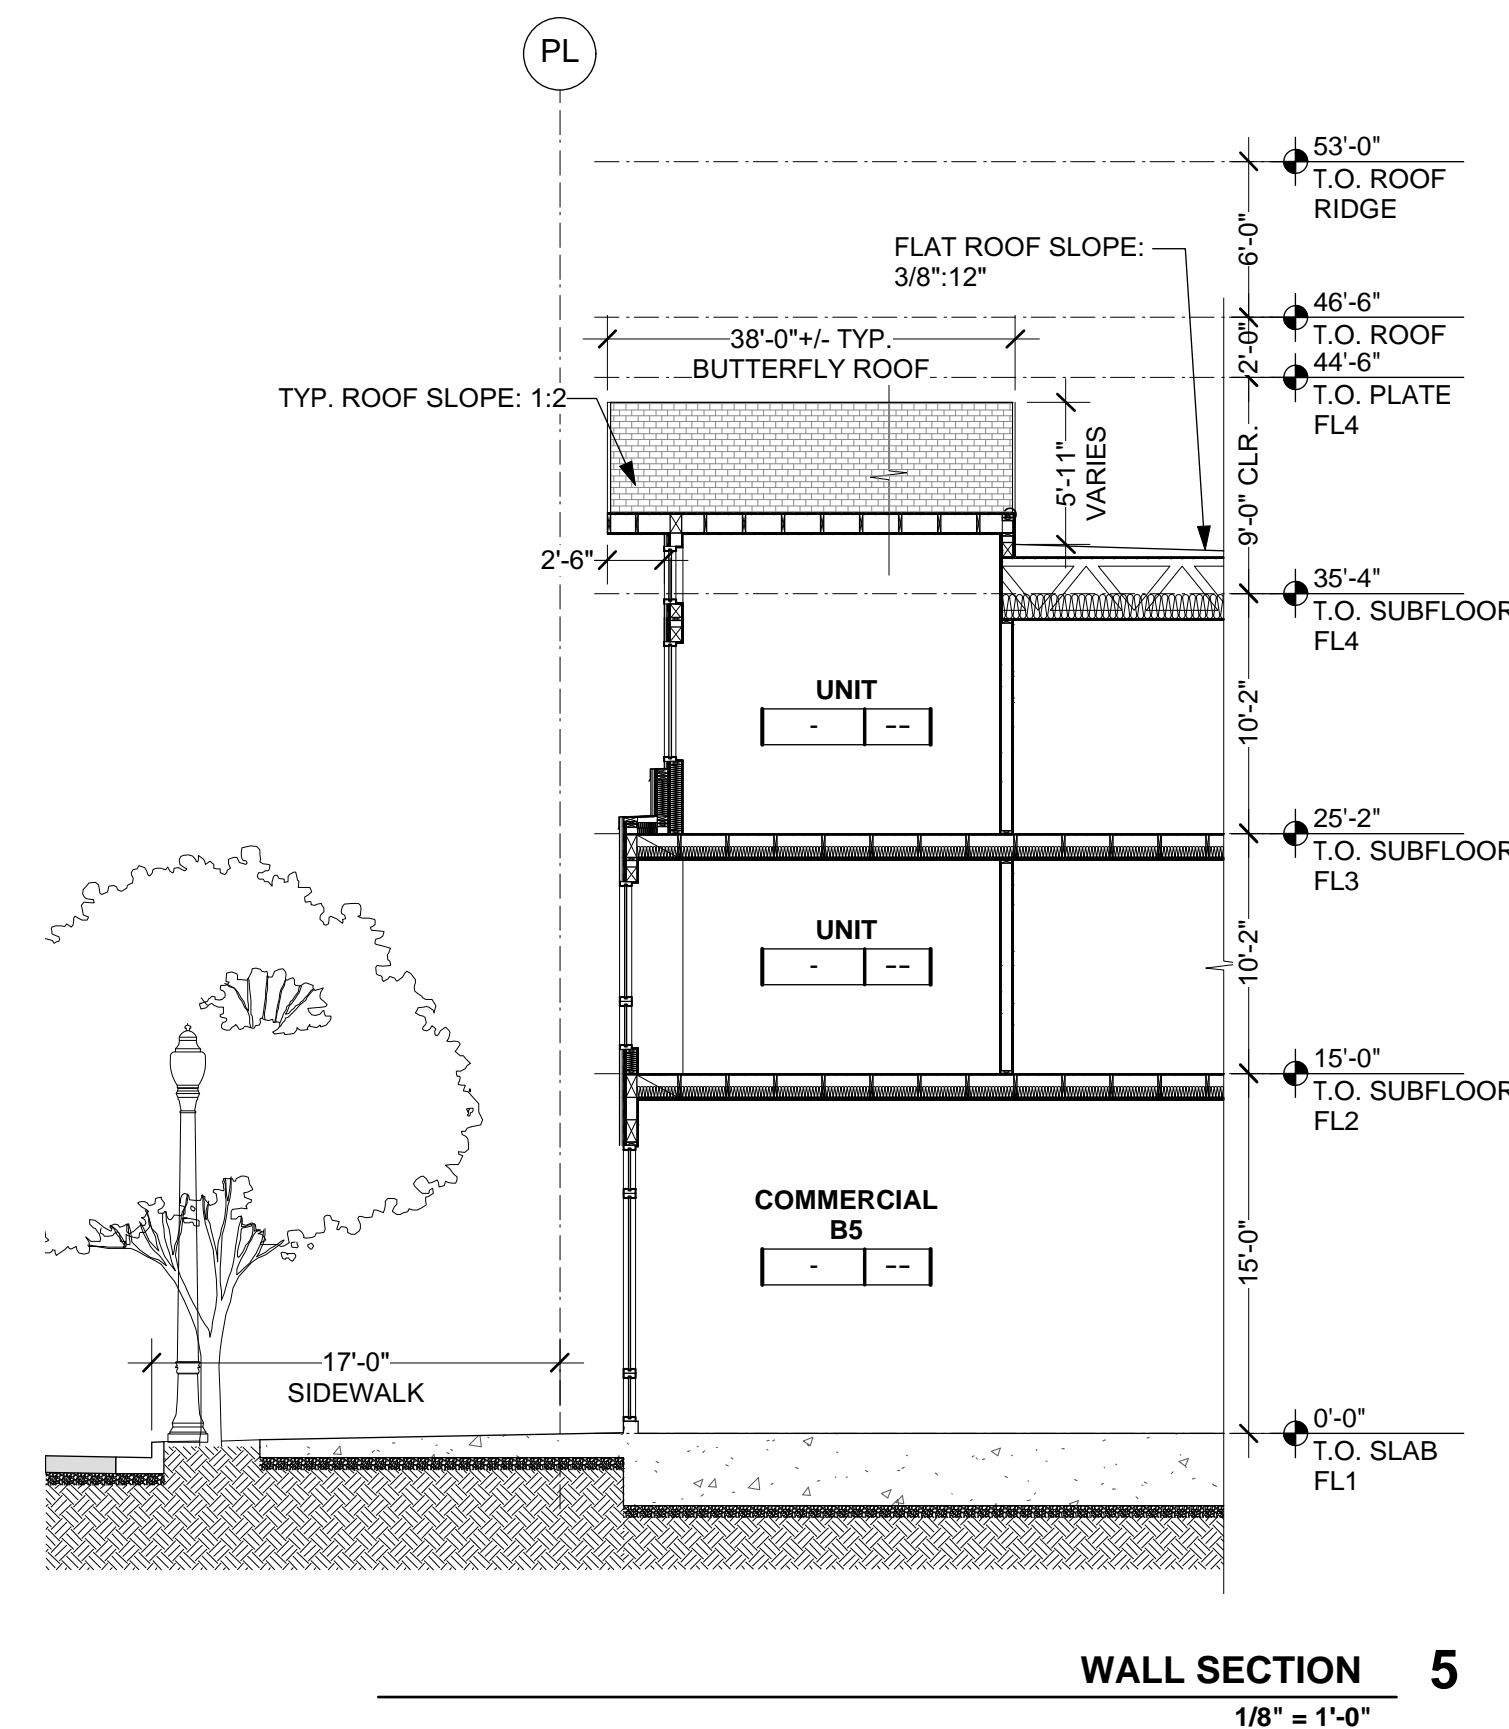 PL
53'-0"
T.O. ROOF
RIDGE
6'-0"
FLAT ROOF SLOPE:
3/8":12"
46'-6"
T.O. ROOF
2'-0"
38'-0"+/- TYP.
BUTTERFLY ROOF
44'-6"
T.O. PLATE
FL4
TYP. ROOF SLOPE: 1:2
5'-11"
VARIES
9'-0" CLR.
2'-6"
35'-4"
T.O. SUBFLOOR
FL4
UNIT
- --
10'-2"
25'-2"
T.O. SUBFLOOR
FL3
UNIT
- --
10'-2"
15'-0"
T.O. SUBFLOOR
FL2
COMMERCIAL
B5
- --
15'-0"
17'-0"
SIDEWALK
0'-0"
T.O. SLAB
FL1
WALL SECTION 5
1/8" = 1'-0"